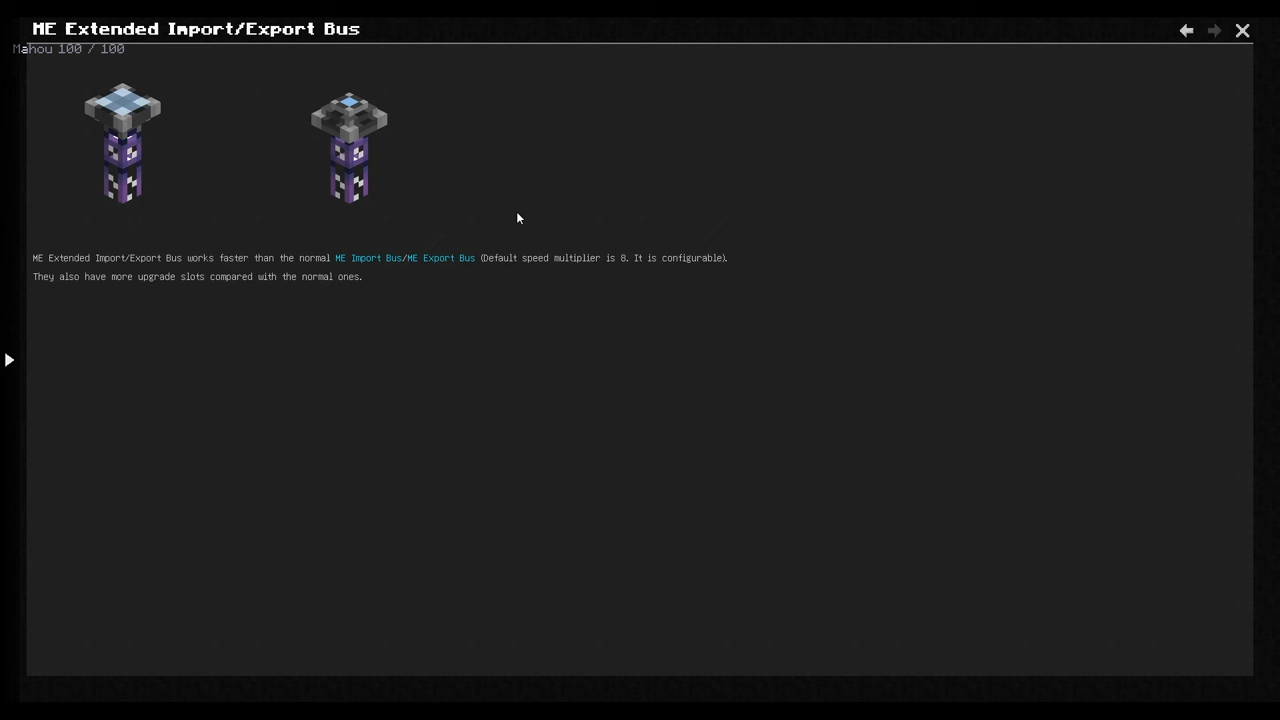 ME Extended Import/Export Bus
Mahou 100 / 100
ME Extended Import/Export Bus works faster than the normal ME Import Bus/ME Export Bus (Default speed multiplier is 8. It is configurable).
They also have more upgrade slots compared with the normal ones.